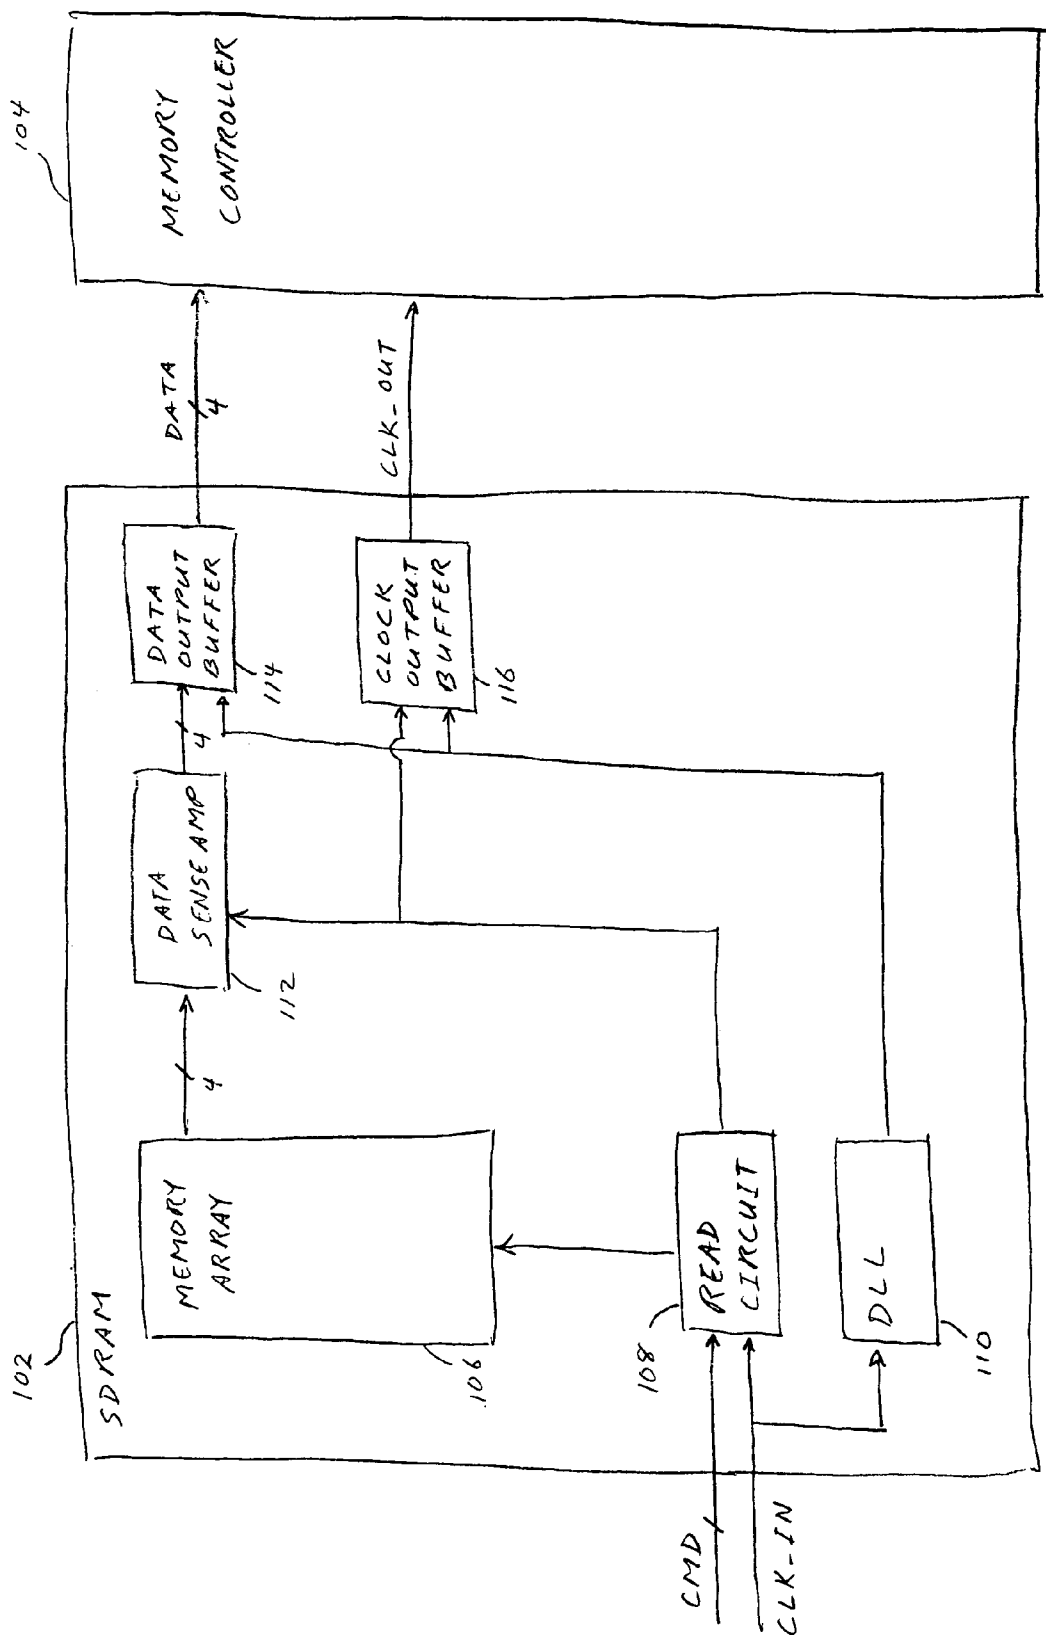 102
SDRAM
104
MEMORY
CONTROLLER
MEMORY
ARRAY
106
4
DATA
SENSE AMP
112
4
DATA
OUTPUT
BUFFER
114
DATA
4
CLOCK
OUTPUT
BUFFER
116
CLK_OUT
CMD
CLK_IN
108
READ
CIRCUIT
DLL
110